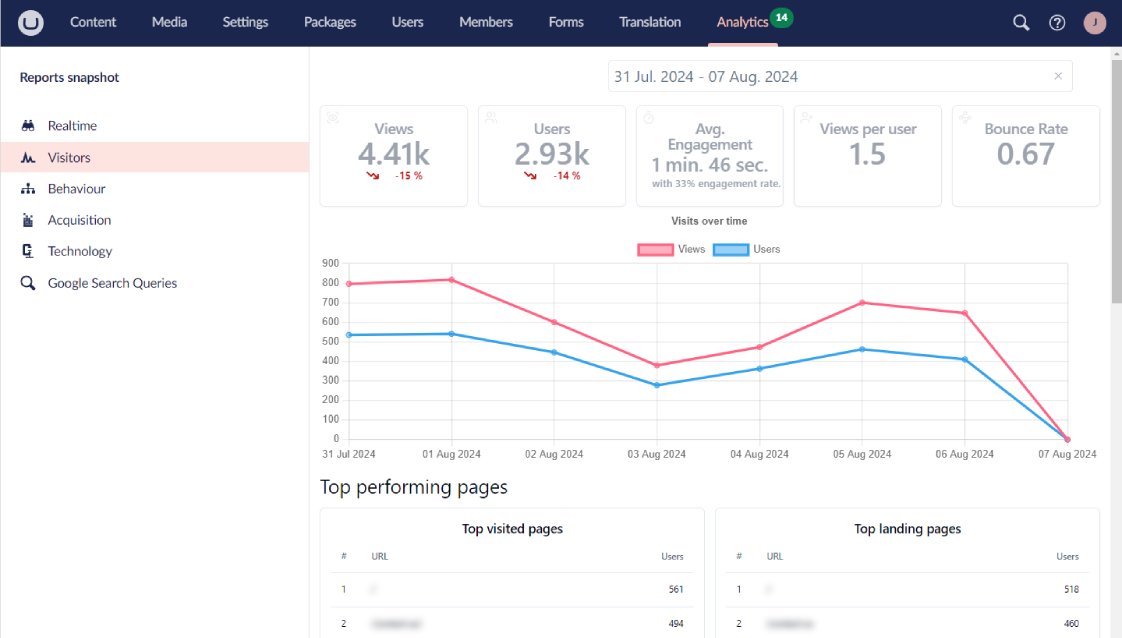 Content Media Settings Packages Users Members Forms Translation Analytics 14 J
Reports snapshot
Realtime
Visitors
Behaviour
Acquisition
Technology
Google Search Queries
31 Jul. 2024 - 07 Aug. 2024
Views
4.41k
-15 %
Users
2.93k
-14 %
Avg.
Engagement
1 min. 46 sec.
with 33% engagement rate.
Views per user
1.5
Bounce Rate
0.67
Visits over time
Views Users
900
800
700
600
500
400
300
200
100
0
31 Jul 2024 01 Aug 2024 02 Aug 2024 03 Aug 2024 04 Aug 2024 05 Aug 2024 06 Aug 2024 07 Aug 2024
Top performing pages
Top visited pages
# URL Users
1 561
2 494
Top landing pages
# URL Users
1 518
2 460